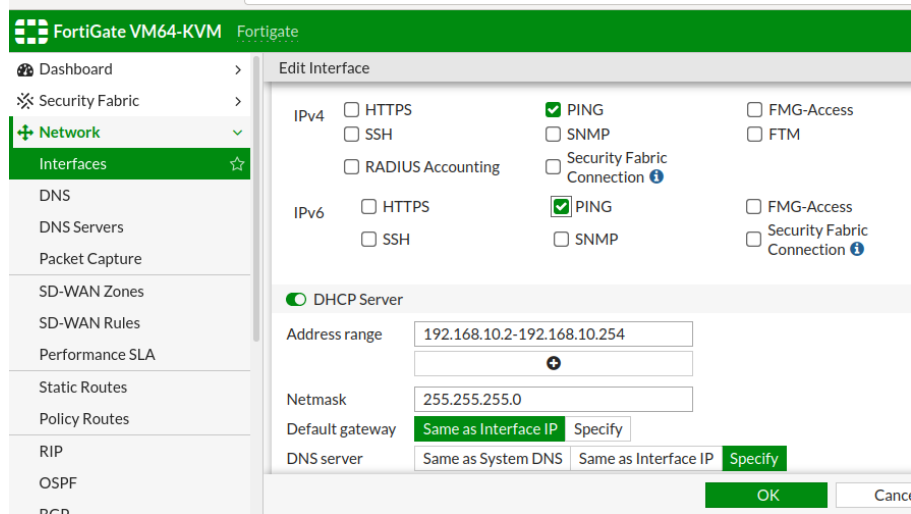 FortiGate VM64-KVM Fortigate
Dashboard
Security Fabric
Network
Interfaces
DNS
DNS Servers
Packet Capture
SD-WAN Zones
SD-WAN Rules
Performance SLA
Static Routes
Policy Routes
RIP
OSPF
BGP
Edit Interface
IPv4 HTTPS PING FMG-Access
SSH SNMP FTM
RADIUS Accounting Security Fabric
Connection
IPv6 HTTPS PING FMG-Access
SSH SNMP Security Fabric
Connection
DHCP Server
Address range 192.168.10.2-192.168.10.254
Netmask 255.255.255.0
Default gateway Same as Interface IP Specify
DNS server Same as System DNS Same as Interface IP Specify
OK Cance